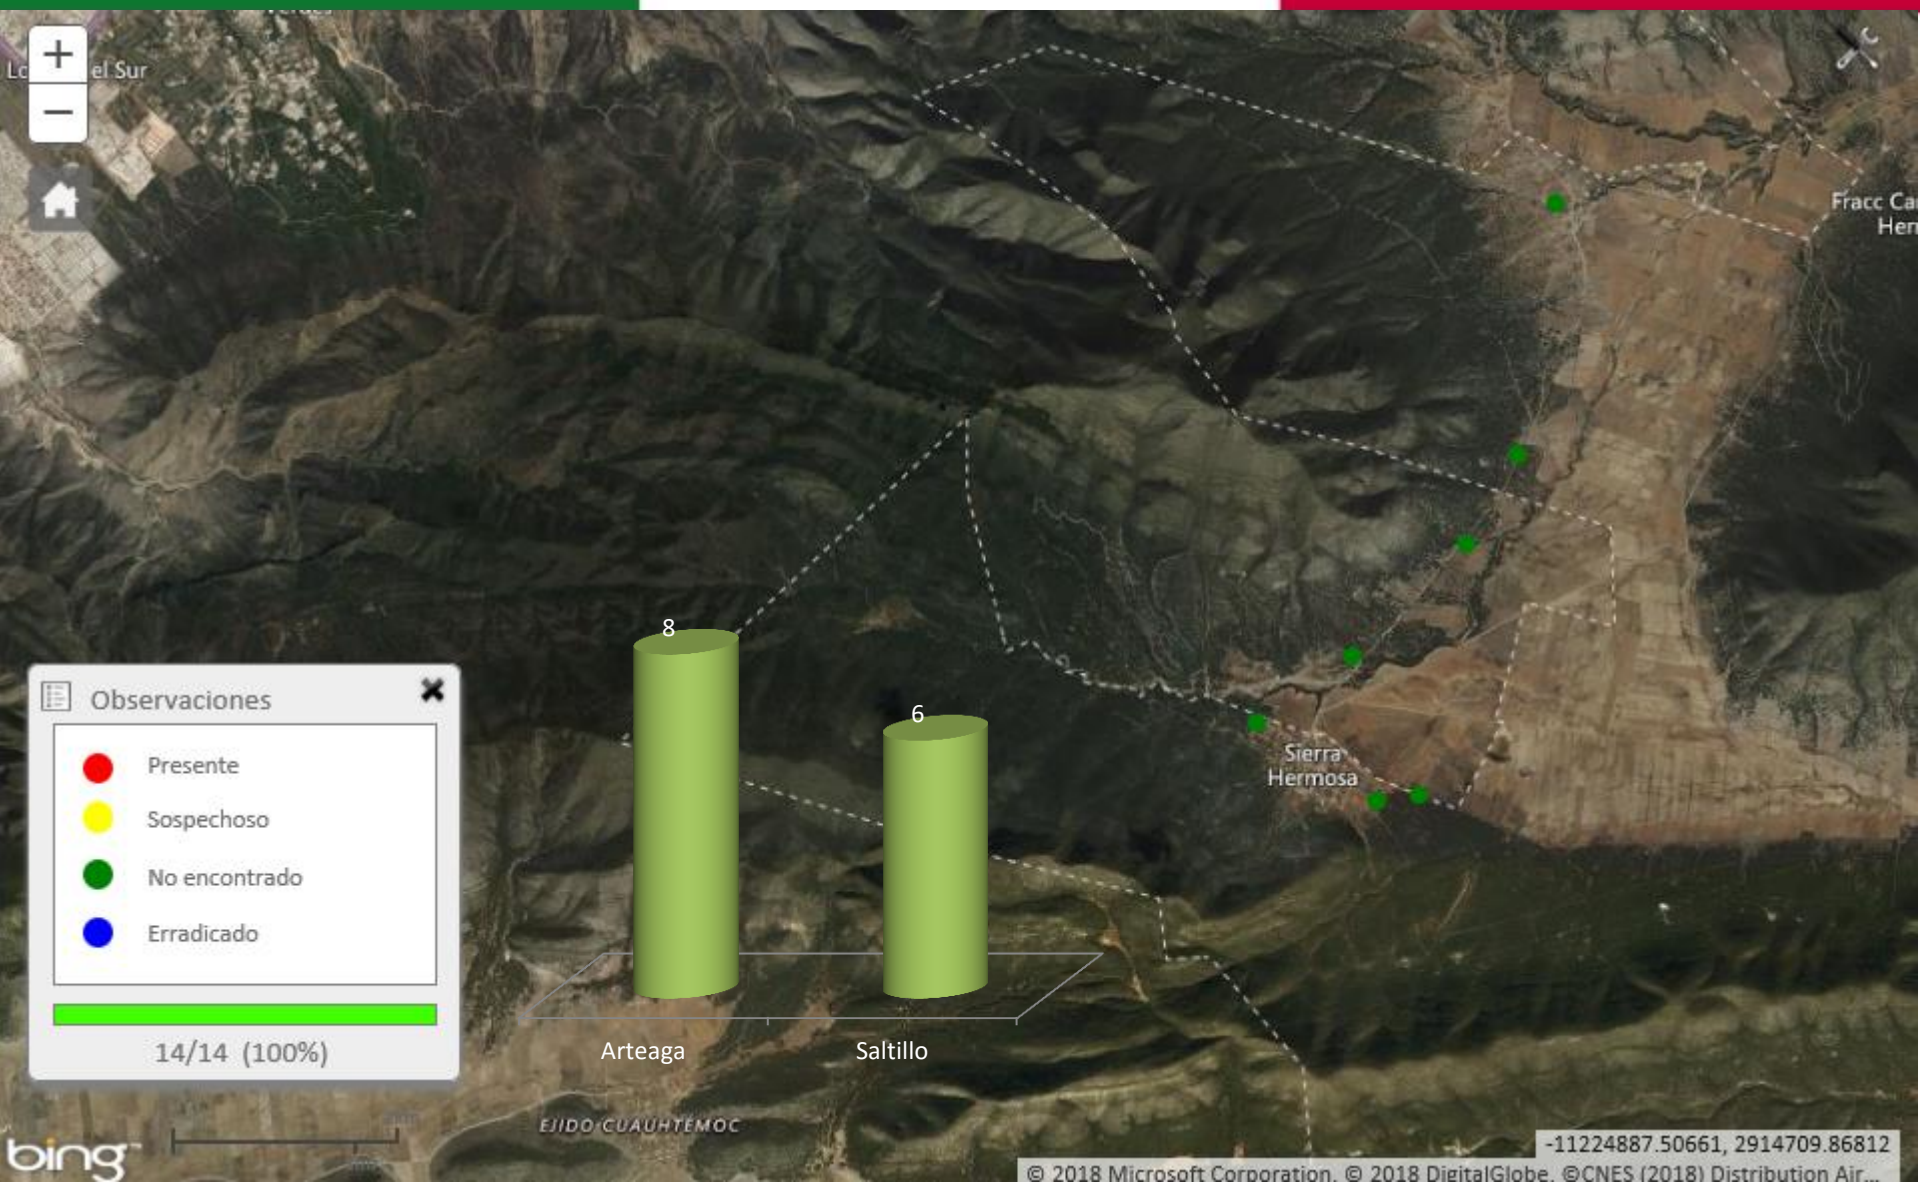 el Sur
Fracc Ca
Her
8
6
Observaciones
Presente
Sospechoso
No encontrado
Erradicado
14/14 (100%)
Sierra
Hermosa
Arteaga
Saltillo
EJIDO CUAUHTÉMOC
bing
-11224887.50661, 2914709.86812
© 2018 Microsoft Corporation, © 2018 DigitalGlobe, ©CNES (2018) Distribution Air...